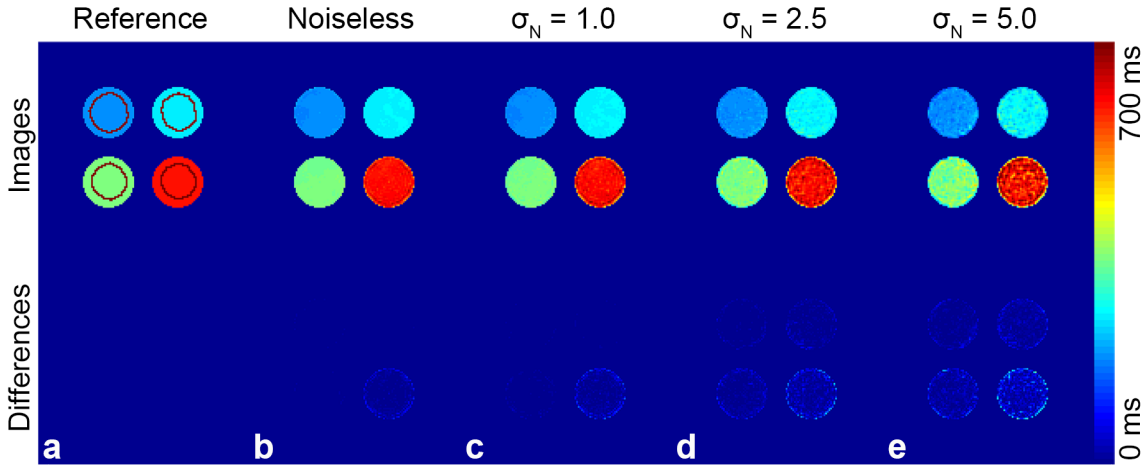 Reference
Noiseless
σN = 1.0
σN = 2.5
σN = 5.0
Images
Differences
700 ms
0 ms
a
b
c
d
e